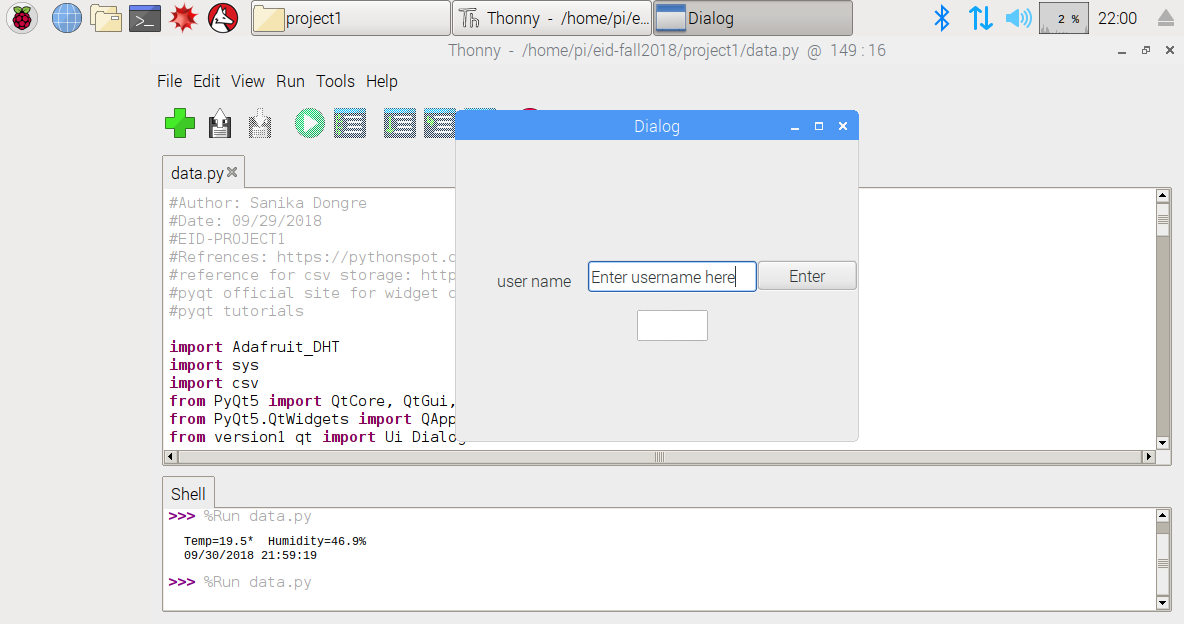 project1
Thonny - /home/pi/e...
Dialog
2 %
22:00
Thonny - /home/pi/eid-fall2018/project1/data.py @ 149 : 16
File Edit View Run Tools Help
Dialog
data.py
#Author: Sanika Dongre
#Date: 09/29/2018
#EID-PROJECT1
#Refrences: https://pythonspot.c
#reference for csv storage: http
#pyqt official site for widget
#pyqt tutorials
user name
Enter username here
Enter
import Adafruit_DHT
import sys
import csv
from PyQt5 import QtCore, QtGui,
from PyQt5.QtWidgets import QApp
from version1 qt import Ui Dialog
Shell
>>> %Run data.py
Temp=19.5* Humidity=46.9%
09/30/2018 21:59:19
>>> %Run data.py